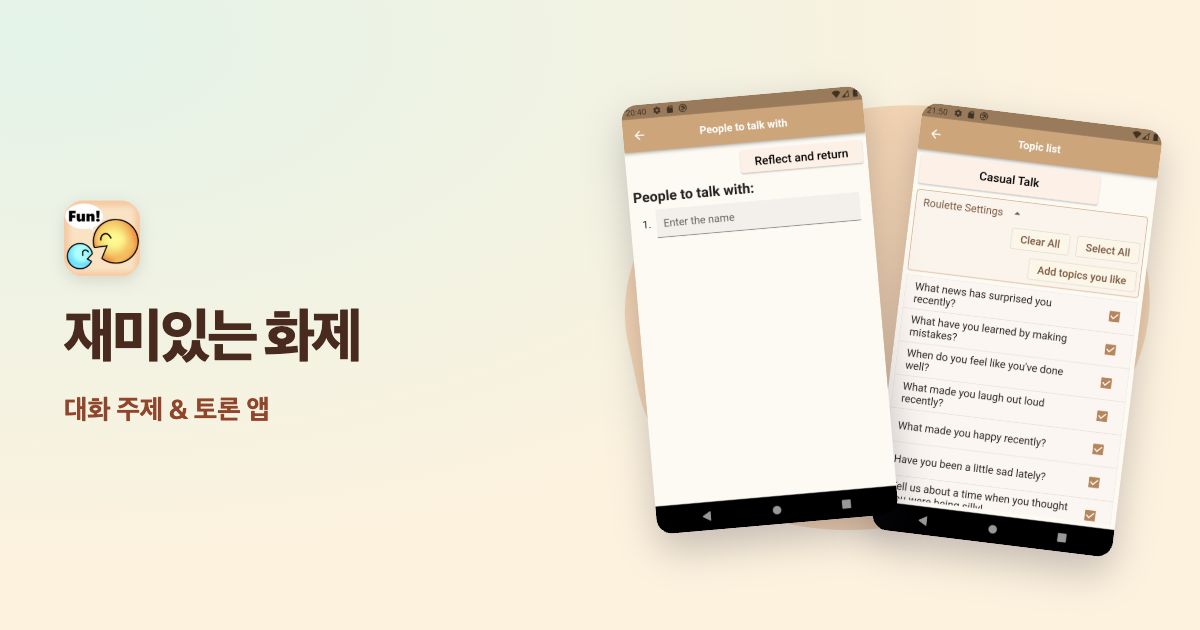 Fun!
재미있는 화제
대화 주제 & 토론 앱
20:40
People to talk with
Reflect and return
People to talk with:
1. Enter the name
21:50
Topic list
Casual Talk
Roulette Settings
Clear All
Select All
Add topics you like
What news has surprised you
recently?
What have you learned by making
mistakes?
When do you feel like you've done
well?
What made you laugh out loud
recently?
What made you happy recently?
Have you been a little sad lately?
ell us about a time when you thought
u were being silly!